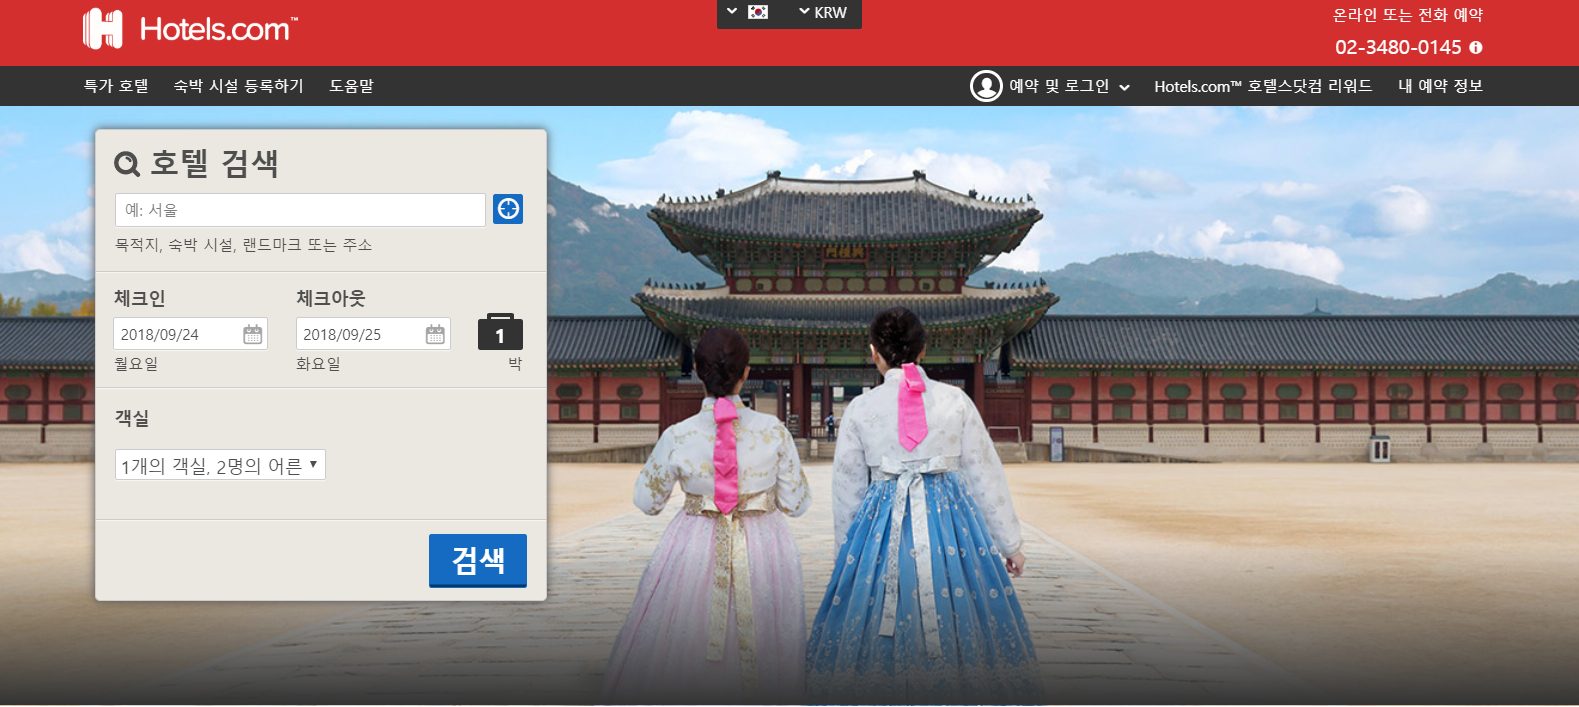 Hotels.com™
KRW
온라인 또는 전화 예약
02-3480-0145
특가 호텔 숙박 시설 등록하기 도움말
예약 및 로그인 Hotels.com™ 호텔스닷컴 리워드 내 예약 정보
호텔 검색
예: 서울
목적지, 숙박 시설, 랜드마크 또는 주소
체크인 체크아웃
2018/09/24 2018/09/25 1
월요일 화요일 박
객실
1개의 객실, 2명의 어른
검색